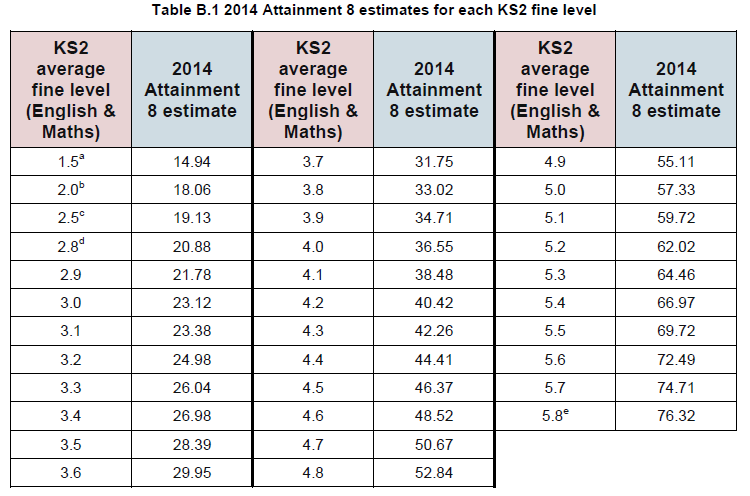 Table B.1 2014 Attainment 8 estimates for each KS2 fine level
KS2 average fine level (English & Maths) 2014 Attainment 8 estimate KS2 average fine level (English & Maths) 2014 Attainment 8 estimate KS2 average fine level (English & Maths) 2014 Attainment 8 estimate
1.5a 14.94 3.7 31.75 4.9 55.11
2.0b 18.06 3.8 33.02 5.0 57.33
2.5c 19.13 3.9 34.71 5.1 59.72
2.8d 20.88 4.0 36.55 5.2 62.02
2.9 21.78 4.1 38.48 5.3 64.46
3.0 23.12 4.2 40.42 5.4 66.97
3.1 23.38 4.3 42.26 5.5 69.72
3.2 24.98 4.4 44.41 5.6 72.49
3.3 26.04 4.5 46.37 5.7 74.71
3.4 26.98 4.6 48.52 5.8e 76.32
3.5 28.39 4.7 50.67
3.6 29.95 4.8 52.84